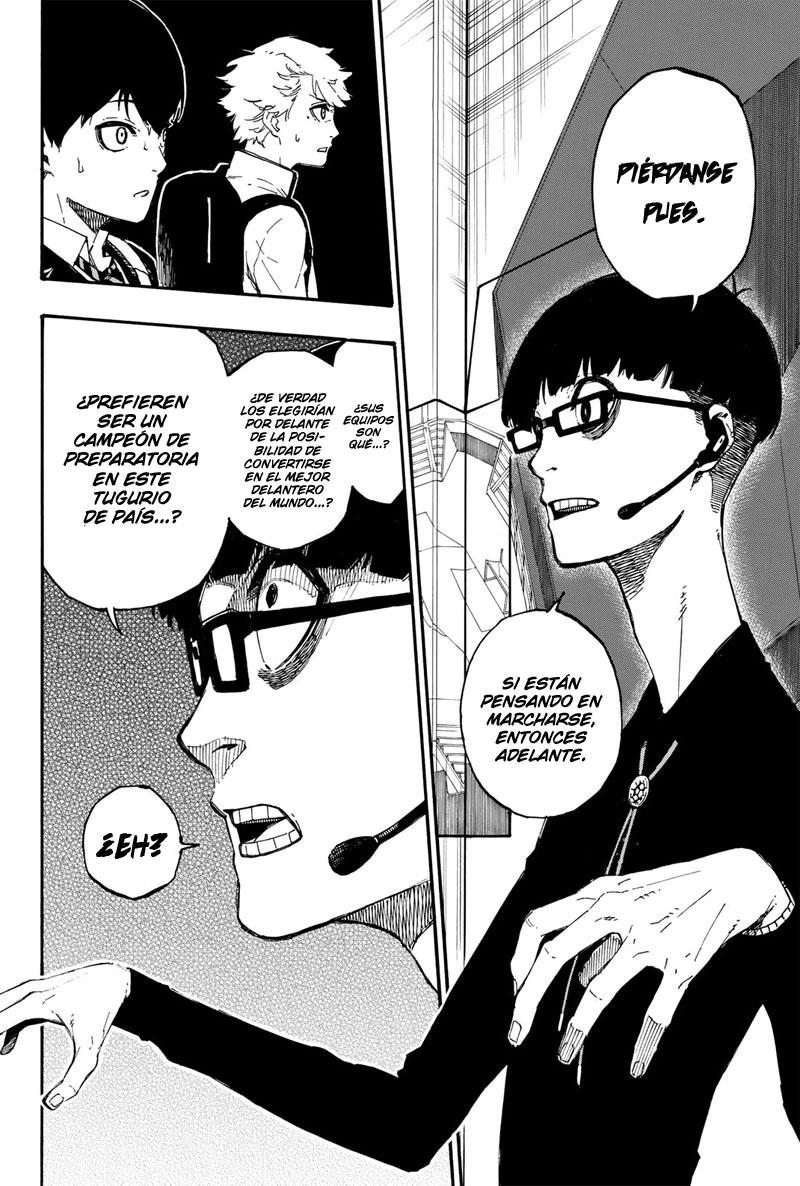 PIÉRDANSE
PUES.
SI ESTÁN
PENSANDO EN
MARCHARSE,
ENTONCES
ADELANTE.
¿SUS
EQUIPOS
SON
QUÉ...?
¿DE VERDAD
LOS ELEGIRÍAN
POR DELANTE
DE LA POSI-
BILIDAD DE
CONVERTIRSE
EN EL MEJOR
DELANTERO
DEL MUNDO...?
¿PREFIEREN
SER UN
CAMPEÓN DE
PREPARATORIA
EN ESTE
TUGURIO
DE PAÍS...?
¿EH?